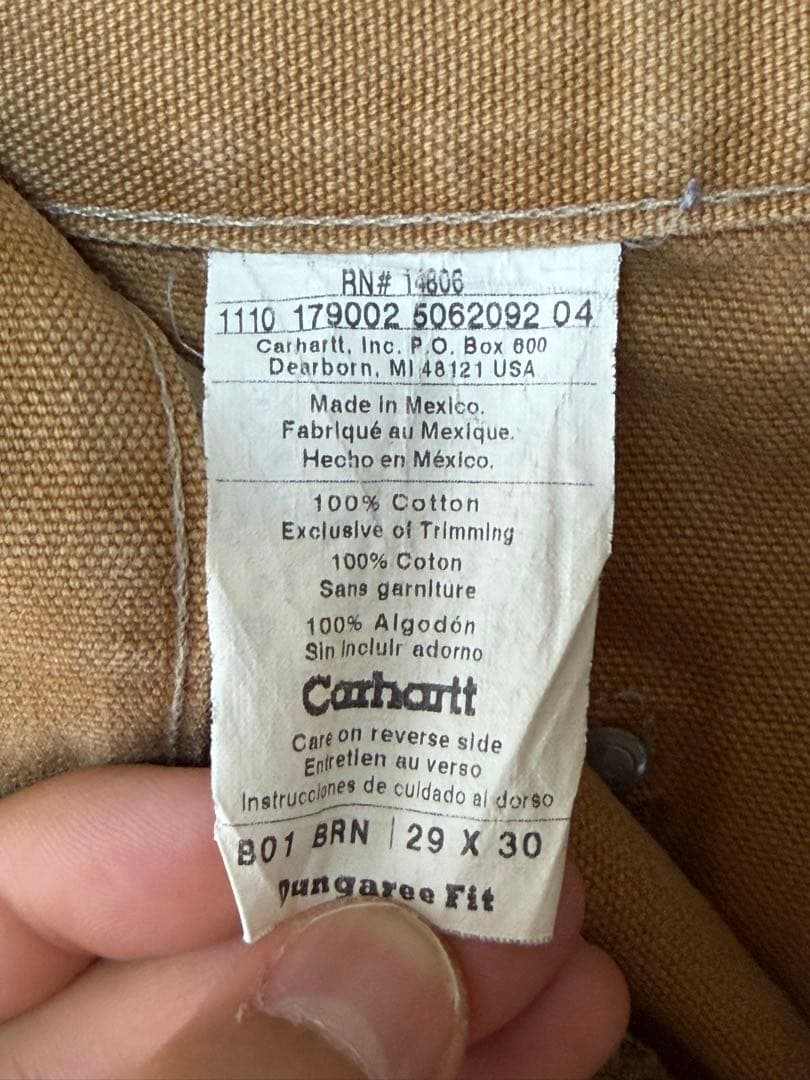 RN# 14806
1110 179002 5062092 04
Carhartt, Inc. P.O. Box 600
Dearborn, MI 48121 USA
Made in Mexico.
Fabriqué au Mexique.
Hecho en México.
100% Cotton
Exclusive of Trimming
100% Coton
Sans garniture
100% Algodón
Sin incluir adorno
Carhartt
Care on reverse side
Entretien au verso
Instrucciones de cuidado al dorso
B01 BRN | 29 X 30
Dungaree Fit